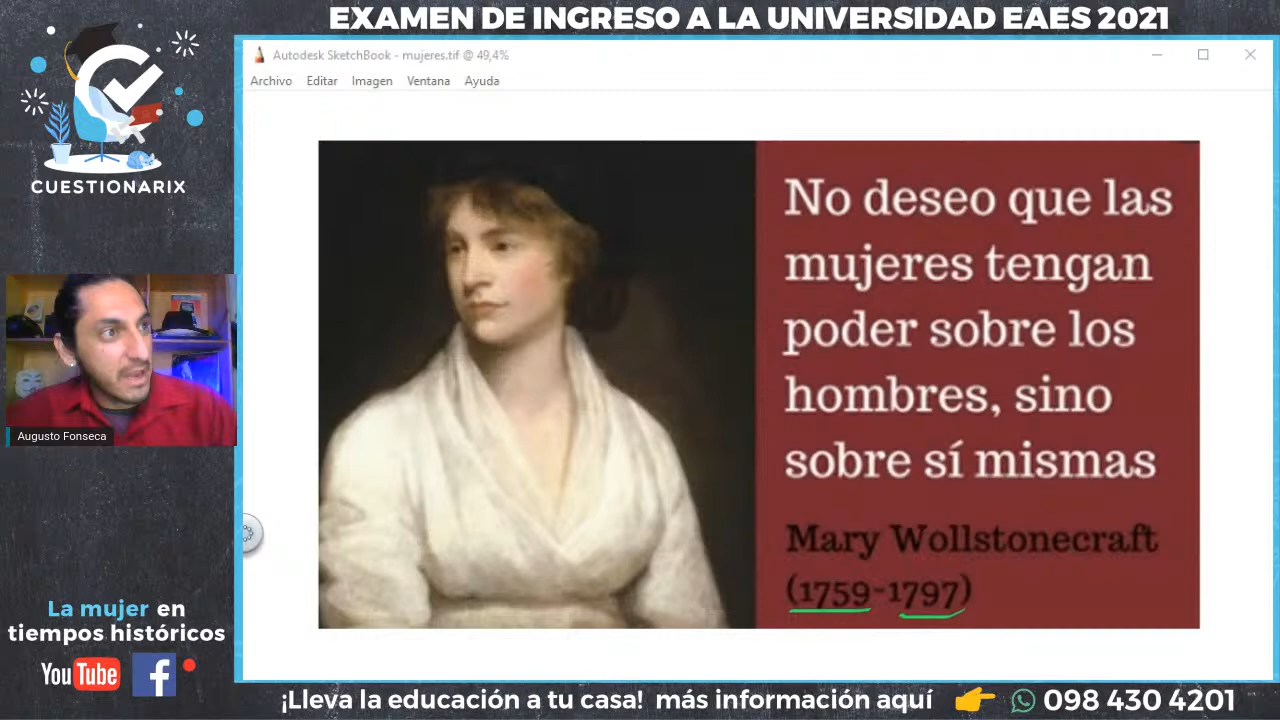 EXAMEN DE INGRESO A LA UNIVERSIDAD EAES 2021
CUESTIONARIX
Autodesk SketchBook - mujeres.tif @ 49,4%
Archivo Editar Imagen Ventana Ayuda
No deseo que las
mujeres tengan
poder sobre los
hombres, sino
sobre sí mismas
Mary Wollstonecraft
(1759-1797)
Augusto Fonseca
La mujer en
tiempos históricos
YouTube f
¡Lleva la educación a tu casa! más información aquí 098 430 4201